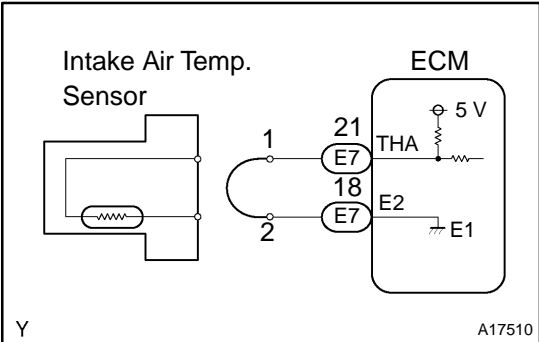 Intake Air Temp.
Sensor
ECM
5 V
1
21
E7
THA
18
2
E7
E2
E1
Y
A17510